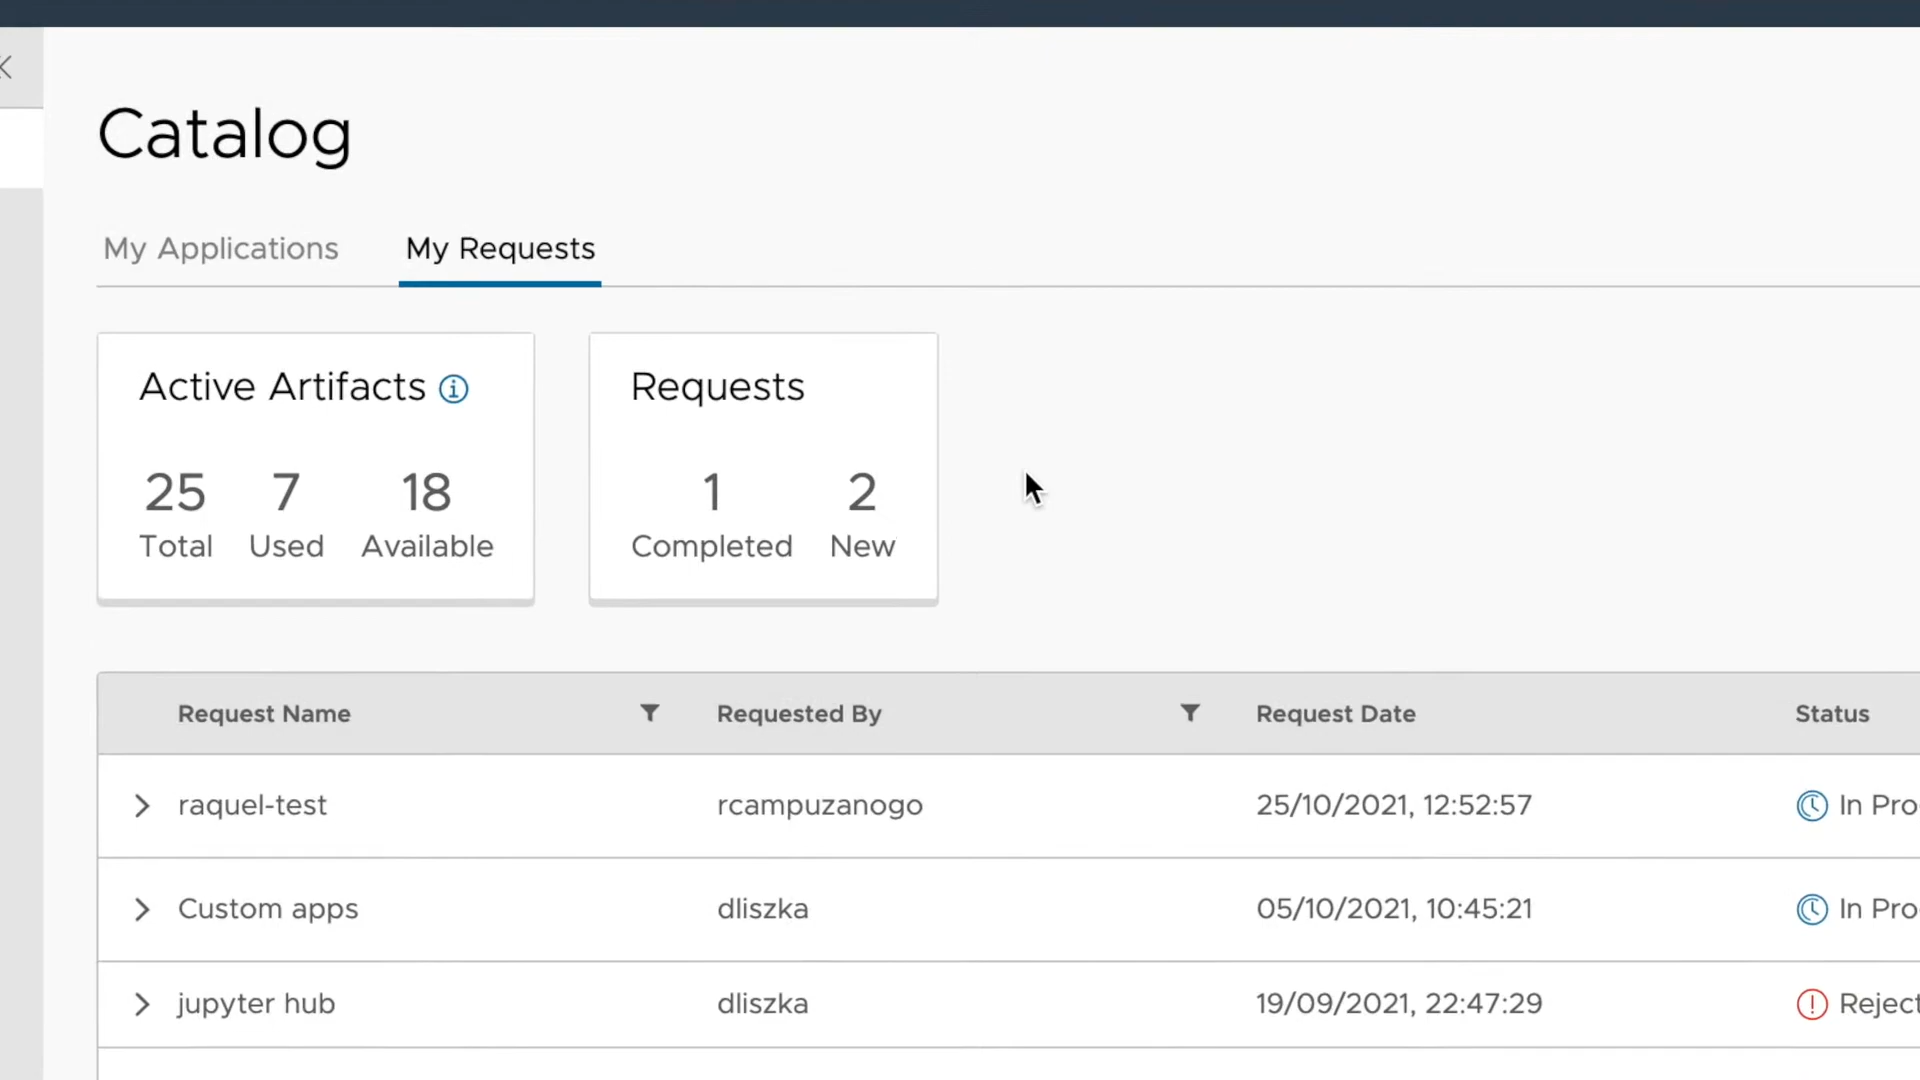 Catalog
My Applications My Requests
Active Artifacts
25 7 18
Total Used Available
Requests
1 2
Completed New
Request Name Requested By Request Date Status
raquel-test rcampuzanogo 25/10/2021, 12:52:57 In Pro
Custom apps dliszka 05/10/2021, 10:45:21 In Pro
jupyter hub dliszka 19/09/2021, 22:47:29 Reject